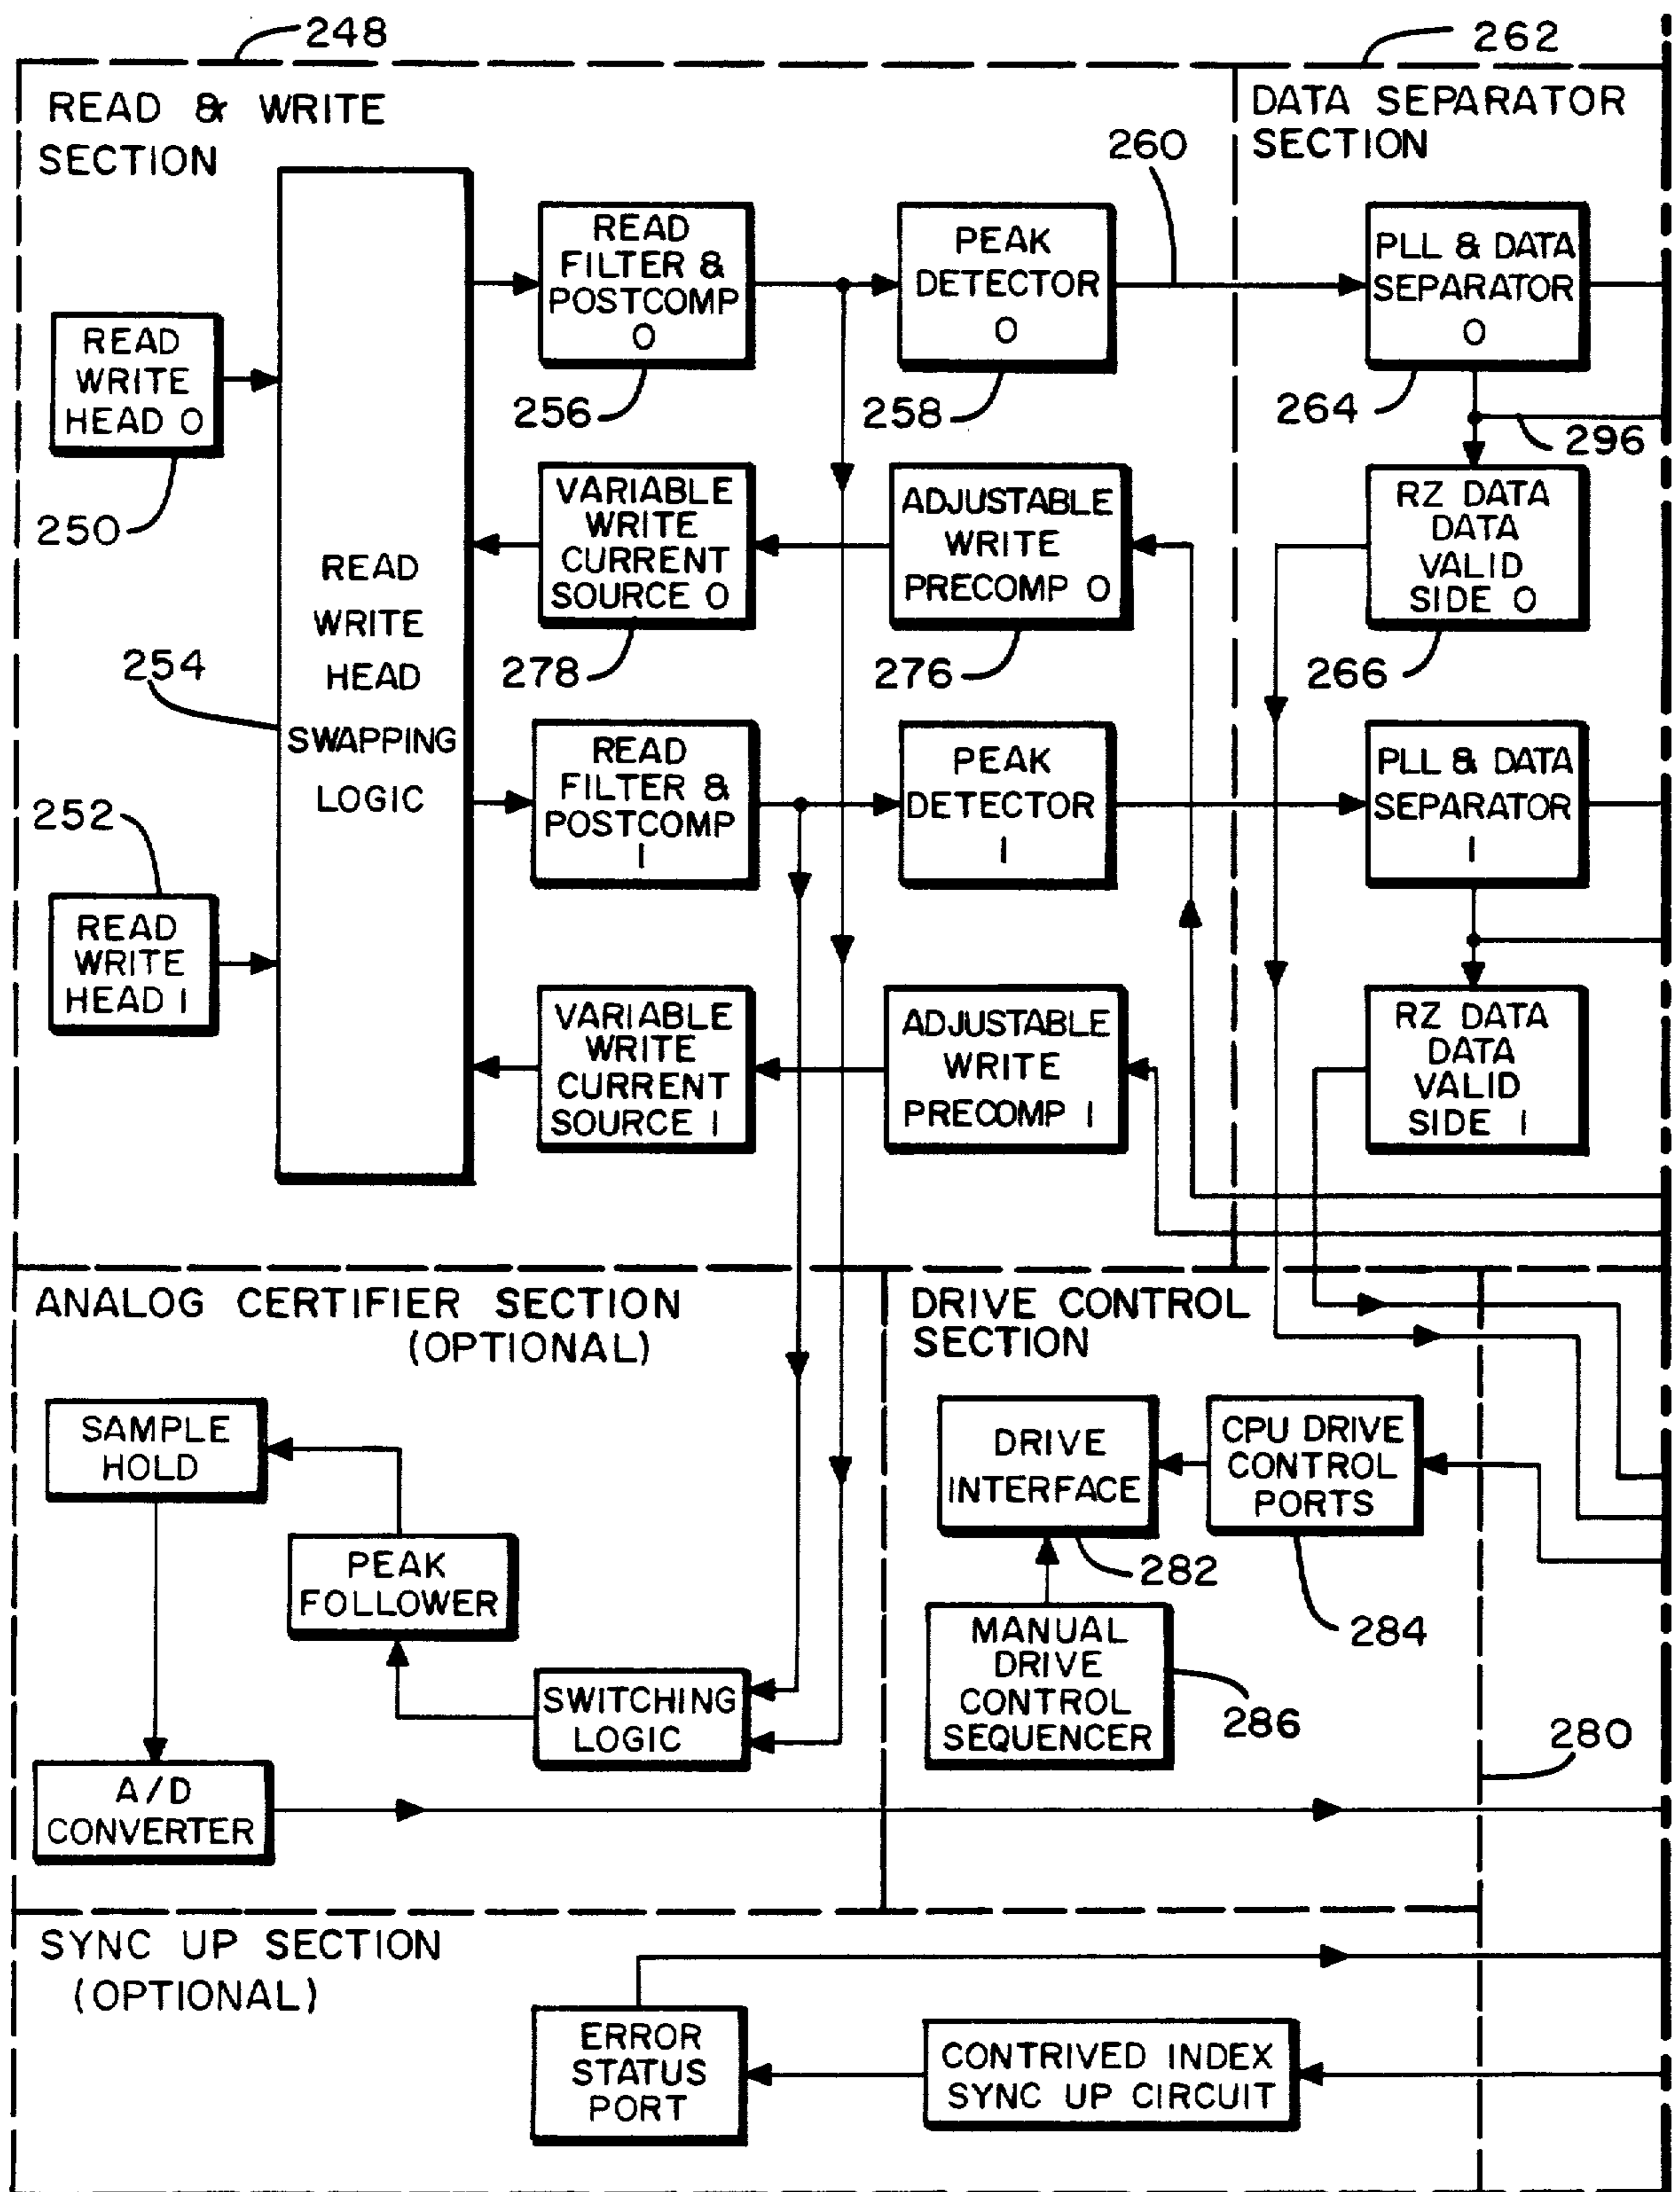 248
262
READ & WRITE
SECTION
DATA SEPARATOR
SECTION
260
READ
FILTER &
POSTCOMP
0
PEAK
DETECTOR
0
PLL & DATA
SEPARATOR
0
READ
WRITE
HEAD 0
256
258
264
296
250
VARIABLE
WRITE
CURRENT
SOURCE 0
ADJUSTABLE
WRITE
PRECOMP 0
RZ DATA
DATA
VALID
SIDE 0
READ
WRITE
HEAD
SWAPPING
LOGIC
254
278
276
266
READ
FILTER &
POSTCOMP
1
PEAK
DETECTOR
1
PLL & DATA
SEPARATOR
1
252
READ
WRITE
HEAD 1
VARIABLE
WRITE
CURRENT
SOURCE 1
ADJUSTABLE
WRITE
PRECOMP 1
RZ DATA
DATA
VALID
SIDE 1
ANALOG CERTIFIER SECTION
(OPTIONAL)
DRIVE CONTROL
SECTION
SAMPLE
HOLD
DRIVE
INTERFACE
CPU DRIVE
CONTROL
PORTS
PEAK
FOLLOWER
282
284
MANUAL
DRIVE
CONTROL
SEQUENCER
SWITCHING
LOGIC
286
280
A/D
CONVERTER
SYNC UP SECTION
(OPTIONAL)
ERROR
STATUS
PORT
CONTRIVED INDEX
SYNC UP CIRCUIT